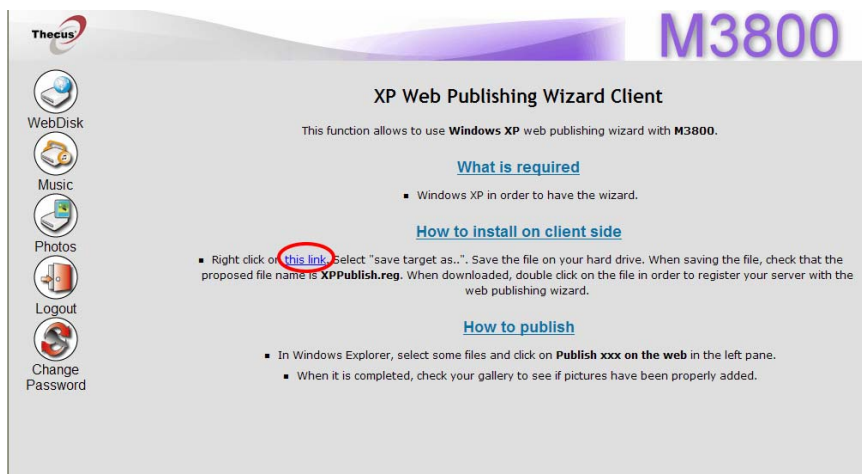 Thecus
M3800
WebDisk
Music
Photos
Logout
Change
Password
XP Web Publishing Wizard Client
This function allows to use Windows XP web publishing wizard with M3800.
What is required
▪ Windows XP in order to have the wizard.
How to install on client side
▪ Right click on this link. Select "save target as..". Save the file on your hard drive. When saving the file, check that the
proposed file name is XPPublish.reg. When downloaded, double click on the file in order to register your server with the
web publishing wizard.
How to publish
▪ In Windows Explorer, select some files and click on Publish xxx on the web in the left pane.
▪ When it is completed, check your gallery to see if pictures have been properly added.